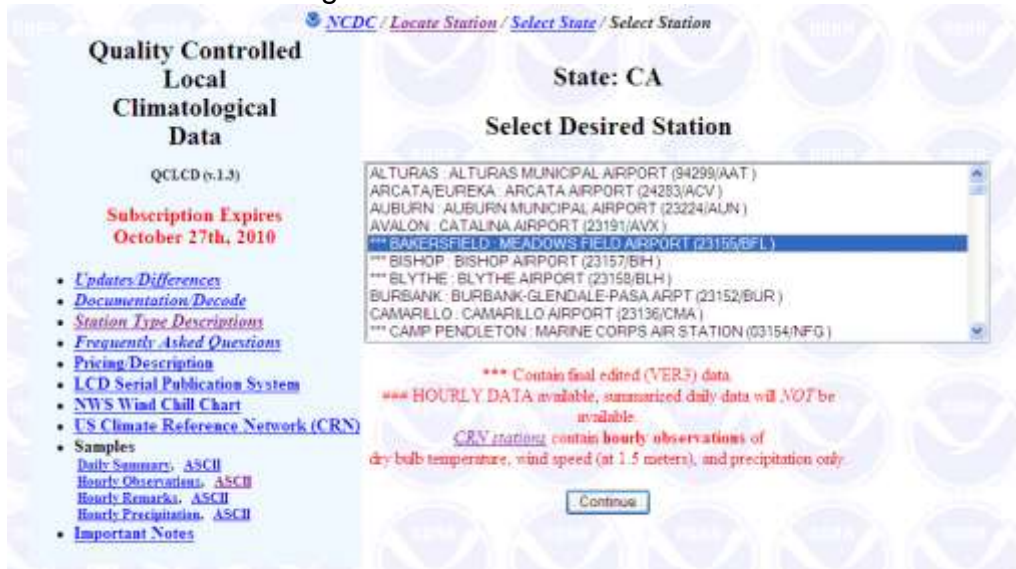 NCDC / Locate Station / Select State / Select Station
Quality Controlled
Local
Climatological
Data
QCLCD (v.1.3)
Subscription Expires
October 27th, 2010
• Updates/Differences
• Documentation/Decode
• Station Type Descriptions
• Frequently Asked Questions
• Pricing/Description
• LCD Serial Publication System
• NWS Wind Chill Chart
• US Climate Reference Network (CRN)
• Samples
Daily Summary, ASCII
Hourly Observations, ASCII
Hourly Remarks, ASCII
Hourly Precipitation, ASCII
• Important Notes
State: CA
Select Desired Station
ALTURAS : ALTURAS MUNICIPAL AIRPORT (94299/AAT )
ARCATA/EUREKA : ARCATA AIRPORT (24283/ACV )
AUBURN : AUBURN MUNICIPAL AIRPORT (23224/AUN )
AVALON : CATALINA AIRPORT (23191/AVX )
*** BAKERSFIELD : MEADOWS FIELD AIRPORT (23155/BFL )
*** BISHOP : BISHOP AIRPORT (23157/BIH )
*** BLYTHE : BLYTHE AIRPORT (23158/BLH )
BURBANK : BURBANK-GLENDALE-PASA ARPT (23152/BUR )
CAMARILLO : CAMARILLO AIRPORT (23136/CMA )
*** CAMP PENDLETON : MARINE CORPS AIR STATION (03154/NFG )
*** Contain final edited (VER3) data.
### HOURLY DATA available, summarized daily data will NOT be
available.
CRN stations contain hourly observations of
dry bulb temperature, wind speed (at 1.5 meters), and precipitation only.
Continue